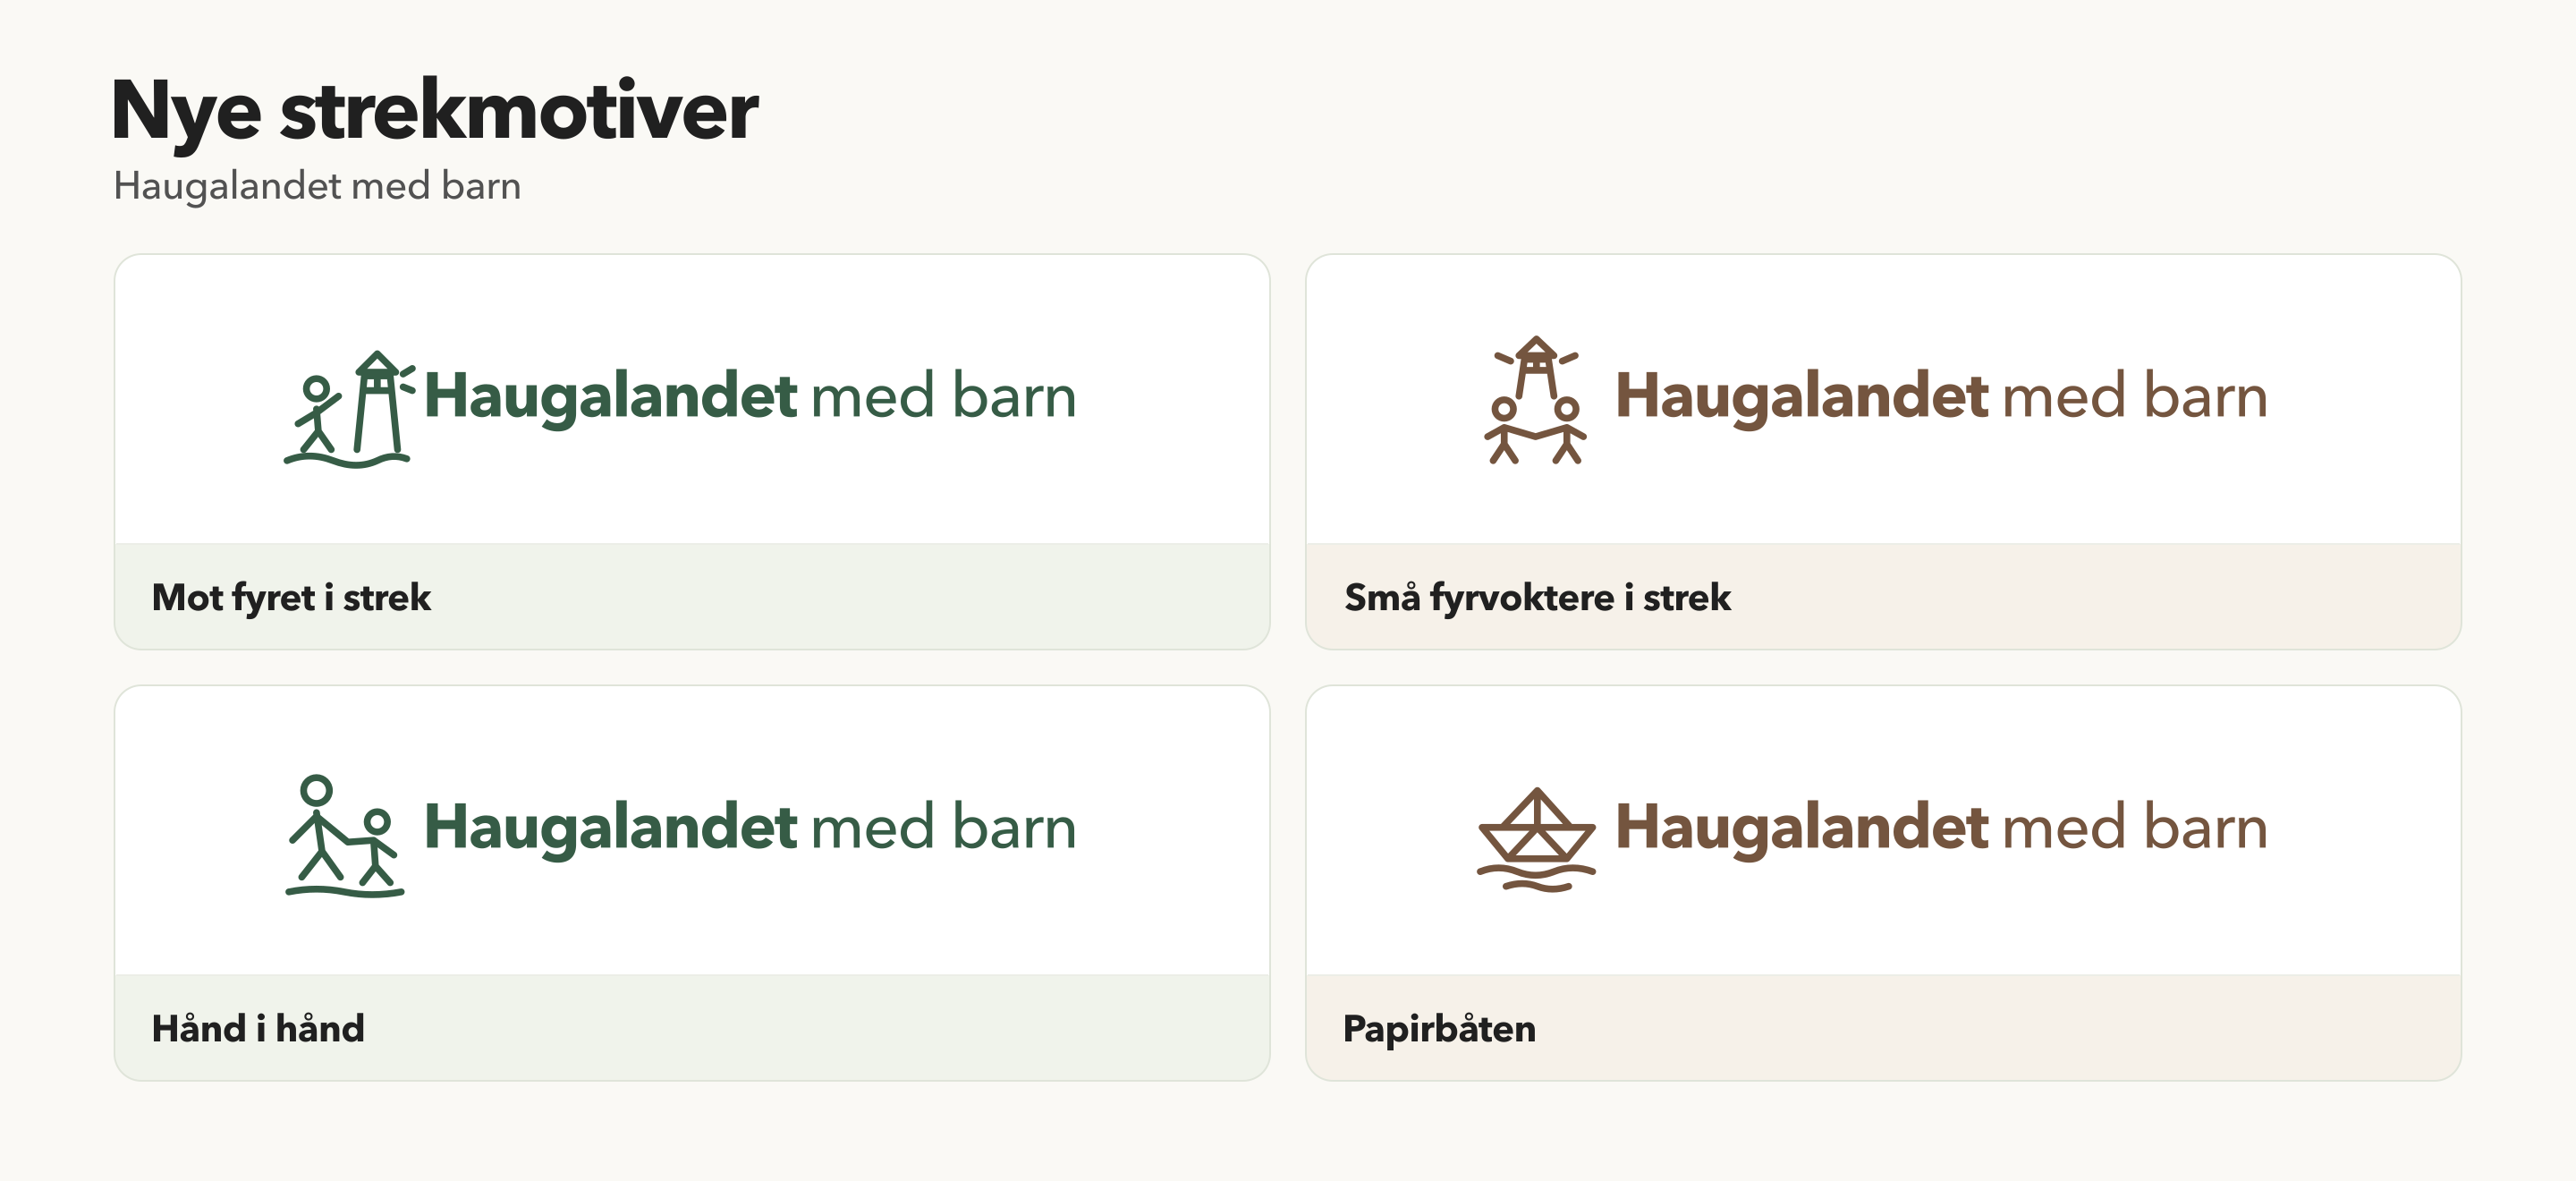 Nye strekmotiver
Haugalandet med barn
Haugalandet med barn
Haugalandet med barn
Mot fyret i strek
Små fyrvoktere i strek
Haugalandet med barn
Haugalandet med barn
Hånd i hånd
Papirbåten